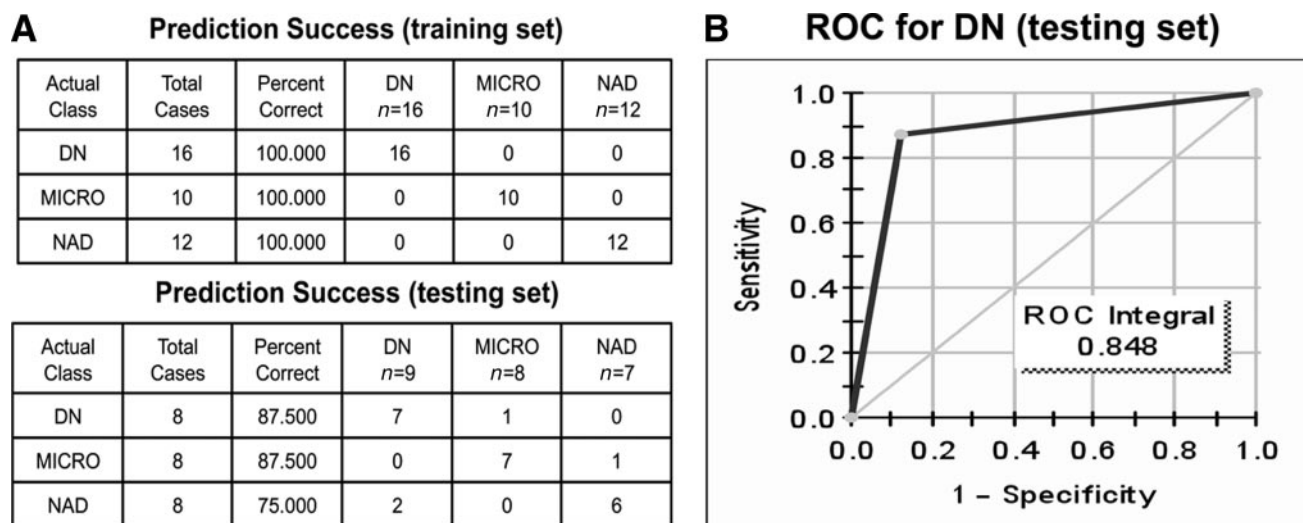 A
Prediction Success (training set)
Actual Class Total Cases Percent Correct DN n=16 MICRO n=10 NAD n=12
DN 16 100.000 16 0 0
MICRO 10 100.000 0 10 0
NAD 12 100.000 0 0 12
Prediction Success (testing set)
Actual Class Total Cases Percent Correct DN n=9 MICRO n=8 NAD n=7
DN 8 87.500 7 1 0
MICRO 8 87.500 0 7 1
NAD 8 75.000 2 0 6
B
ROC for DN (testing set)
Sensitivity
1.0
0.8
0.6
0.4
0.2
0.0
ROC Integral
0.848
0.0 0.2 0.4 0.6 0.8 1.0
1 – Specificity